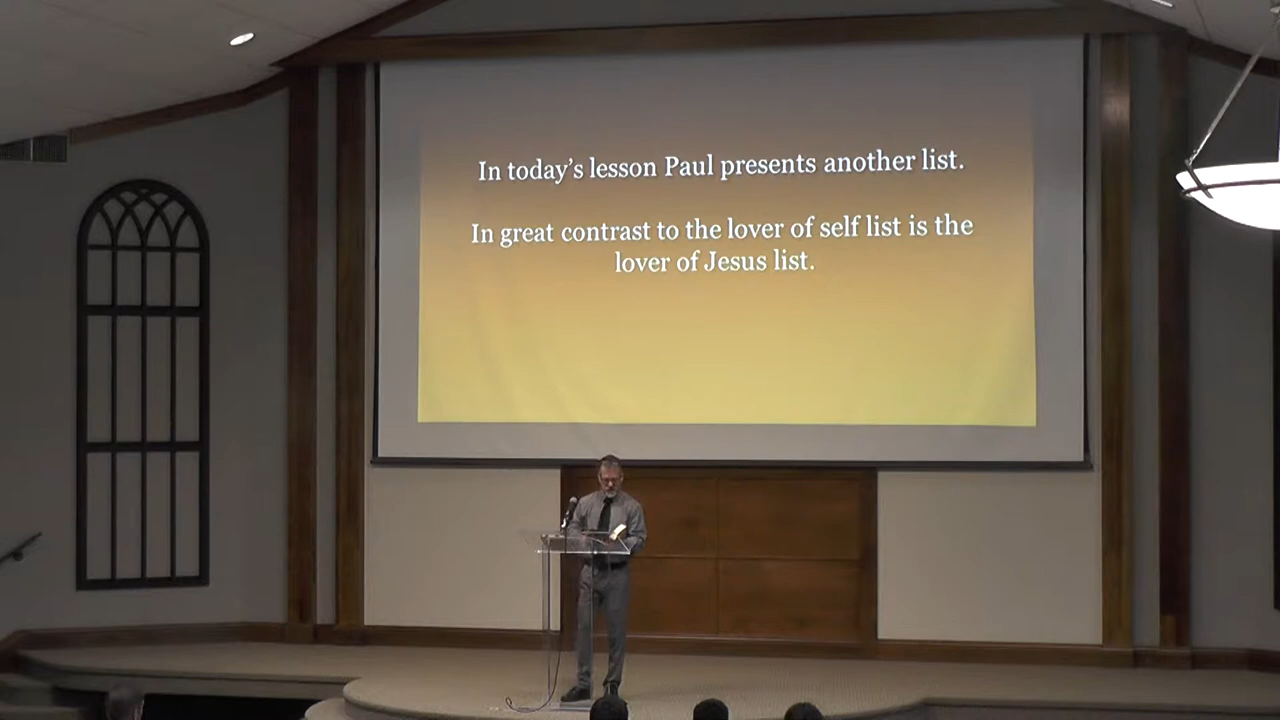 In today's lesson Paul presents another list.
In great contrast to the lover of self list is the
lover of Jesus list.